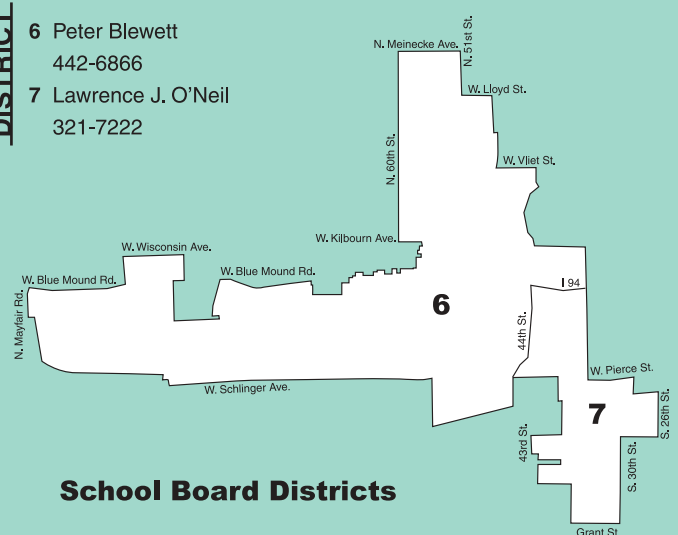 DISTRICT
6 Peter Blewett
442-6866
7 Lawrence J. O'Neil
321-7222
N. Meinecke Ave.
N. 51st St.
W. Lloyd St.
N. 60th St.
W. Vliet St.
W. Kilbourn Ave.
W. Wisconsin Ave.
W. Blue Mound Rd.
W. Blue Mound Rd.
I 94
6
N. Mayfair Rd.
44th St.
W. Pierce St.
W. Schlinger Ave.
S. 26th St.
7
43rd St.
S. 30th St.
School Board Districts
Grant St.